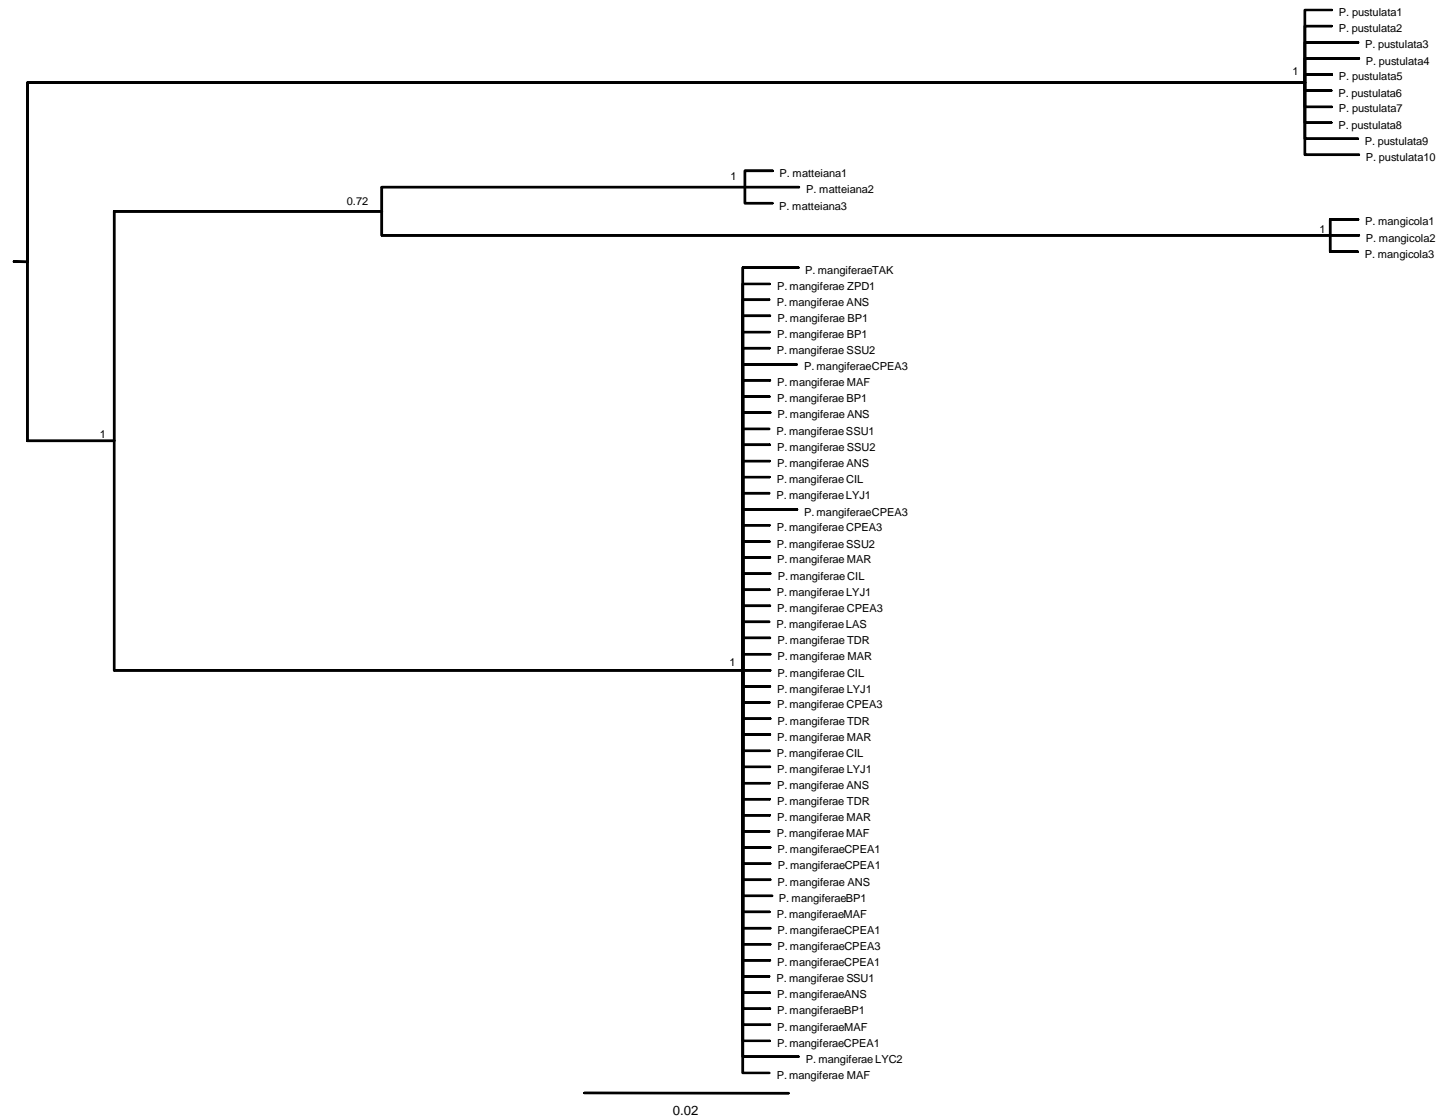 P. pustulata1
P. pustulata2
P. pustulata3
P. pustulata4
1
P. pustulata5
P. pustulata6
P. pustulata7
P. pustulata8
P. pustulata9
P. pustulata10
P. matteiana1
1
P. matteiana2
0.72
P. matteiana3
P. mangicola1
1
P. mangicola2
P. mangicola3
P. mangiferaeTAK
P. mangiferae ZPD1
P. mangiferae ANS
P. mangiferae BP1
P. mangiferae BP1
P. mangiferae SSU2
P. mangiferaeCPEA3
P. mangiferae MAF
P. mangiferae BP1
P. mangiferae ANS
P. mangiferae SSU1
1
P. mangiferae SSU2
P. mangiferae ANS
P. mangiferae CIL
P. mangiferae LYJ1
P. mangiferaeCPEA3
P. mangiferae CPEA3
P. mangiferae SSU2
P. mangiferae MAR
P. mangiferae CIL
P. mangiferae LYJ1
P. mangiferae CPEA3
P. mangiferae LAS
P. mangiferae TDR
P. mangiferae MAR
1
P. mangiferae CIL
P. mangiferae LYJ1
P. mangiferae CPEA3
P. mangiferae TDR
P. mangiferae MAR
P. mangiferae CIL
P. mangiferae LYJ1
P. mangiferae ANS
P. mangiferae TDR
P. mangiferae MAR
P. mangiferae MAF
P. mangiferaeCPEA1
P. mangiferaeCPEA1
P. mangiferae ANS
P. mangiferaeBP1
P. mangiferaeMAF
P. mangiferaeCPEA1
P. mangiferaeCPEA3
P. mangiferaeCPEA1
P. mangiferae SSU1
P. mangiferaeANS
P. mangiferaeBP1
P. mangiferaeMAF
P. mangiferaeCPEA1
P. mangiferae LYC2
P. mangiferae MAF
0.02